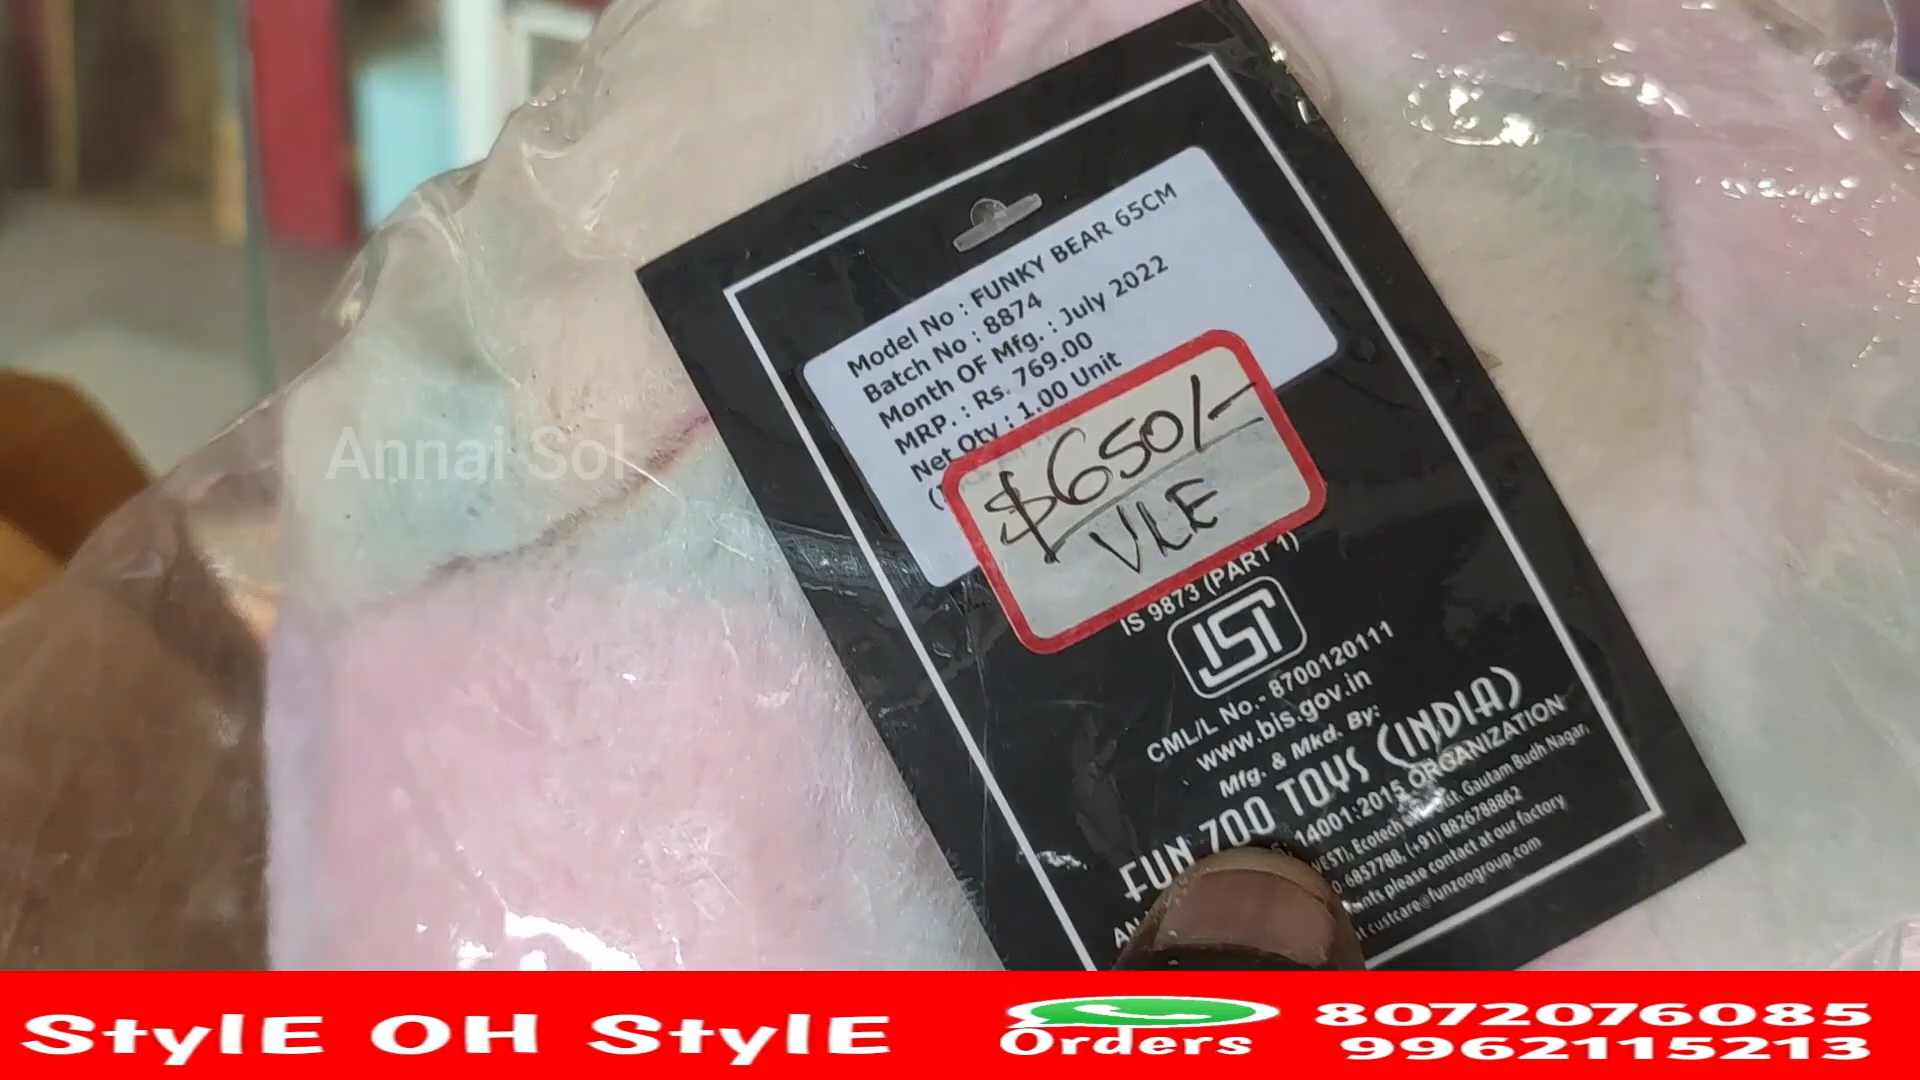 Model No : FUNKY BEAR 65CM
Batch No : 8874
Month OF Mfg. : July 2022
MRP. : Rs. 769.00
Net Qty : 1.00 Unit
$650/-
VLE
IS 9873 (PART 1)
ISI
CML/L No.- 8700120111
www.bis.gov.in
Mfg. & Mkd. By:
FUN ZOO TOYS (INDIA)
14001:2015 ORGANIZATION
Ecotech Gautam Budh Nagar,
6857788, (+91) 8826788862
please contact at our factory
custcare@funzoogroup.com
Annai Sol
StylE OH StylE
Orders
8072076085
9962115213